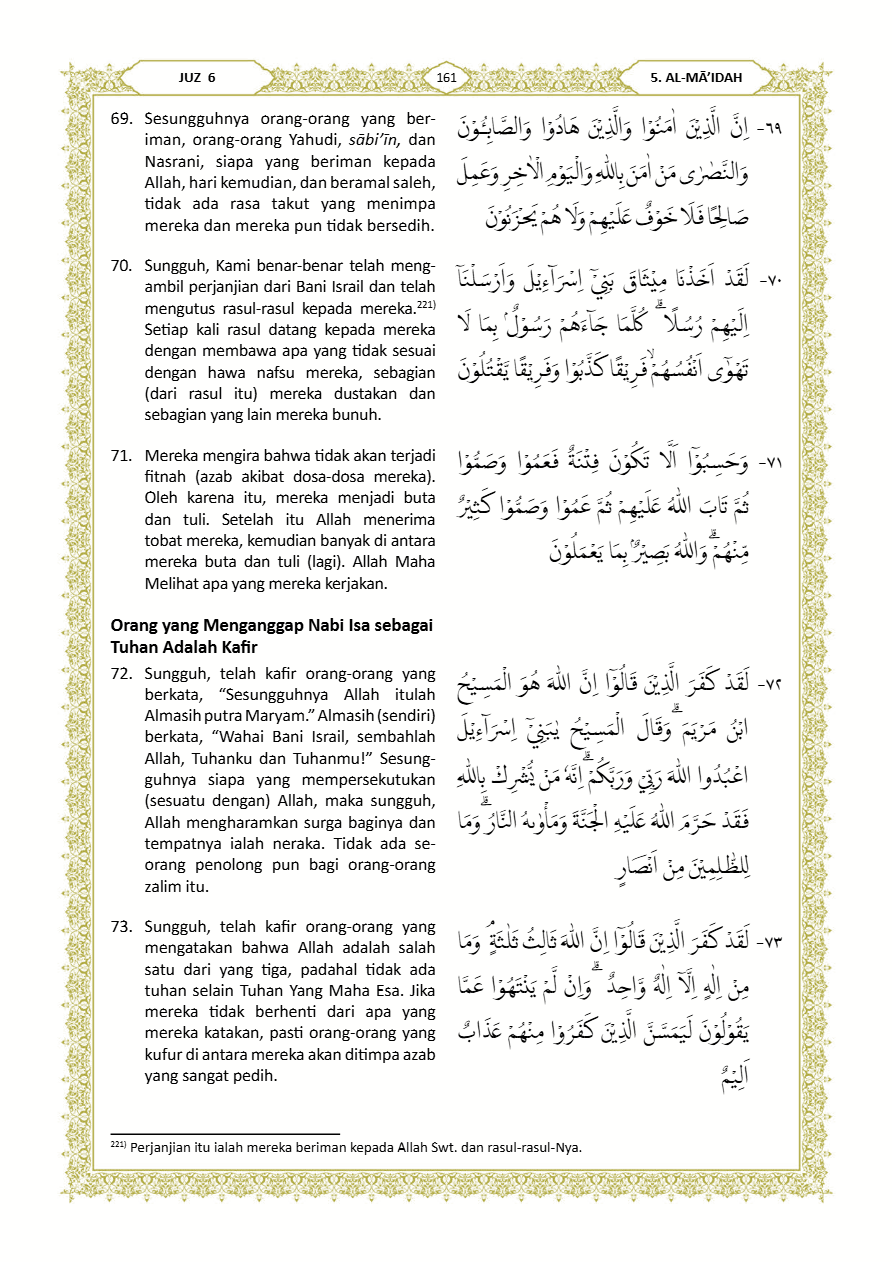 JUZ 6
161
5. AL-MĀ’IDAH
69. Sesungguhnya orang-orang yang ber-
iman, orang-orang Yahudi, sābi’īn, dan
Nasrani, siapa yang beriman kepada
Allah, hari kemudian, dan beramal saleh,
tidak ada rasa takut yang menimpa
mereka dan mereka pun tidak bersedih.
٦٩- اِنَّ الَّذِيْنَ اٰمَنُوْا وَالَّذِيْنَ هَادُوْا وَالصَّابِـُٔوْنَ
وَالنَّصٰرٰى مَنْ اٰمَنَ بِاللّٰهِ وَالْيَوْمِ الْاٰخِرِ وَعَمِلَ
صَالِحًا فَلَا خَوْفٌ عَلَيْهِمْ وَلَا هُمْ يَحْزَنُوْنَ
70. Sungguh, Kami benar-benar telah meng-
ambil perjanjian dari Bani Israil dan telah
mengutus rasul-rasul kepada mereka.221)
Setiap kali rasul datang kepada mereka
dengan membawa apa yang tidak sesuai
dengan hawa nafsu mereka, sebagian
(dari rasul itu) mereka dustakan dan
sebagian yang lain mereka bunuh.
٧٠- لَقَدْ اَخَذْنَا مِيْثَاقَ بَنِيْٓ اِسْرَاۤءِيْلَ وَاَرْسَلْنَآ
اِلَيْهِمْ رُسُلًاۗ كُلَّمَا جَاۤءَهُمْ رَسُوْلٌۢ بِمَا لَا
تَهْوٰٓى اَنْفُسُهُمْۙ فَرِيْقًا كَذَّبُوْا وَفَرِيْقًا يَّقْتُلُوْنَ
71. Mereka mengira bahwa tidak akan terjadi
fitnah (azab akibat dosa-dosa mereka).
Oleh karena itu, mereka menjadi buta
dan tuli. Setelah itu Allah menerima
tobat mereka, kemudian banyak di antara
mereka buta dan tuli (lagi). Allah Maha
Melihat apa yang mereka kerjakan.
٧١- وَحَسِبُوْٓا اَلَّا تَكُوْنَ فِتْنَةٌ فَعَمُوْا وَصَمُّوْا
ثُمَّ تَابَ اللّٰهُ عَلَيْهِمْ ثُمَّ عَمُوْا وَصَمُّوْا كَثِيْرٌ
مِّنْهُمْۗ وَاللّٰهُ بَصِيْرٌۢ بِمَا يَعْمَلُوْنَ
Orang yang Menganggap Nabi Isa sebagai
Tuhan Adalah Kafir
72. Sungguh, telah kafir orang-orang yang
berkata, “Sesungguhnya Allah itulah
Almasih putra Maryam.” Almasih (sendiri)
berkata, “Wahai Bani Israil, sembahlah
Allah, Tuhanku dan Tuhanmu!” Sesung-
guhnya siapa yang mempersekutukan
(sesuatu dengan) Allah, maka sungguh,
Allah mengharamkan surga baginya dan
tempatnya ialah neraka. Tidak ada se-
orang penolong pun bagi orang-orang
zalim itu.
٧٢- لَقَدْ كَفَرَ الَّذِيْنَ قَالُوْٓا اِنَّ اللّٰهَ هُوَ الْمَسِيْحُ
ابْنُ مَرْيَمَۗ وَقَالَ الْمَسِيْحُ يٰبَنِيْٓ اِسْرَاۤءِيْلَ
اعْبُدُوا اللّٰهَ رَبِّيْ وَرَبَّكُمْۗ اِنَّهٗ مَنْ يُّشْرِكْ بِاللّٰهِ
فَقَدْ حَرَّمَ اللّٰهُ عَلَيْهِ الْجَنَّةَ وَمَأْوٰىهُ النَّارُۗ وَمَا
لِلظّٰلِمِيْنَ مِنْ اَنْصَارٍ
73. Sungguh, telah kafir orang-orang yang
mengatakan bahwa Allah adalah salah
satu dari yang tiga, padahal tidak ada
tuhan selain Tuhan Yang Maha Esa. Jika
mereka tidak berhenti dari apa yang
mereka katakan, pasti orang-orang yang
kufur di antara mereka akan ditimpa azab
yang sangat pedih.
٧٣- لَقَدْ كَفَرَ الَّذِيْنَ قَالُوْٓا اِنَّ اللّٰهَ ثَالِثُ ثَلٰثَةٍۘ وَمَا
مِنْ اِلٰهٍ اِلَّآ اِلٰهٌ وَّاحِدٌۗ وَاِنْ لَّمْ يَنْتَهُوْا عَمَّا
يَقُوْلُوْنَ لَيَمَسَّنَّ الَّذِيْنَ كَفَرُوْا مِنْهُمْ عَذَابٌ
اَلِيْمٌ
221) Perjanjian itu ialah mereka beriman kepada Allah Swt. dan rasul-rasul-Nya.